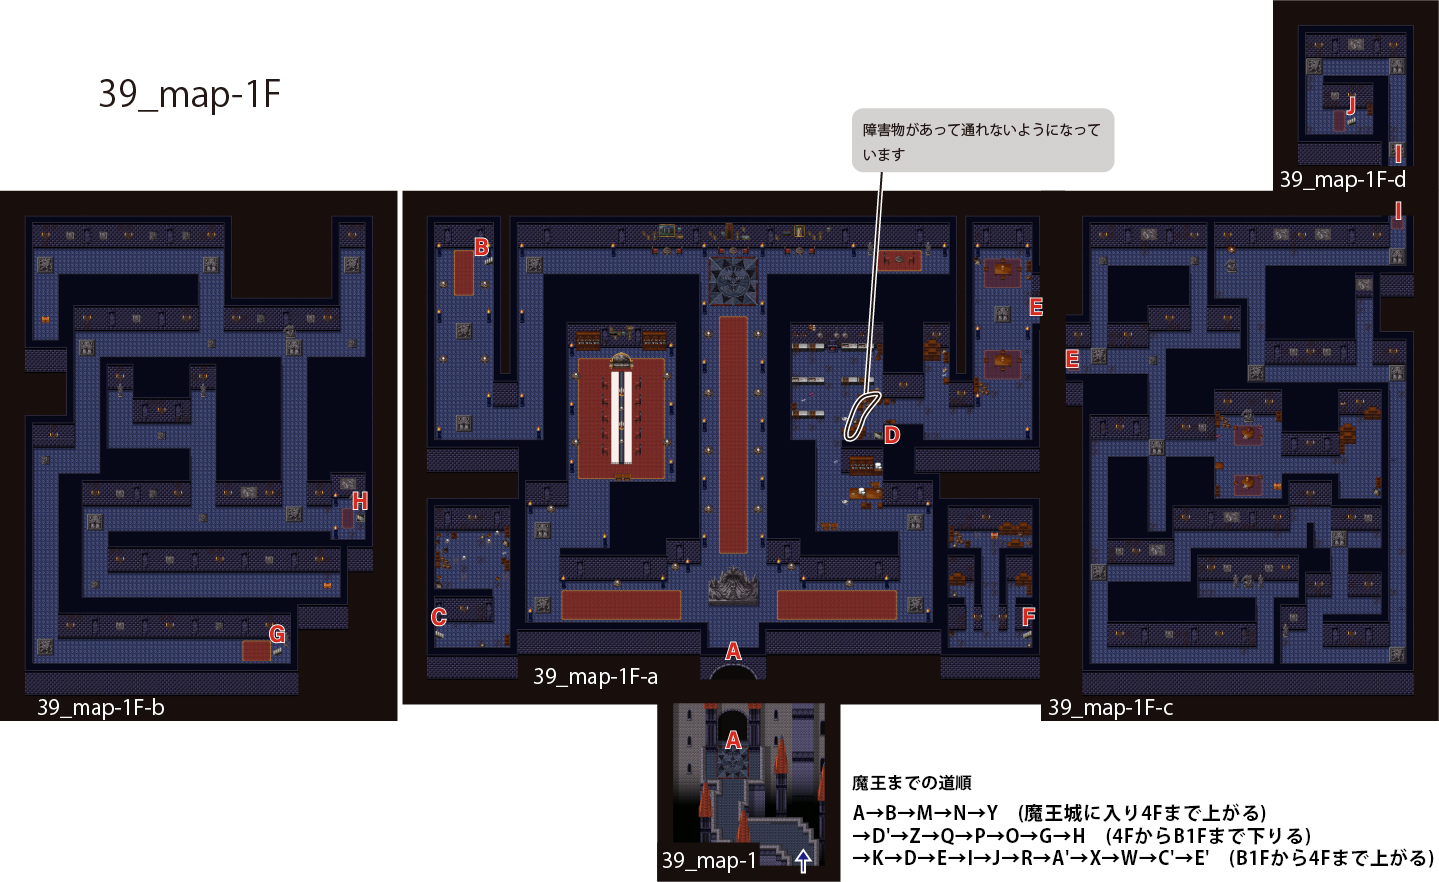 39_map-1F
障害物があって通れないようになって
います
J
I
39_map-1F-d
I
B
E
E
D
H
C
F
G
A
39_map-1F-a
39_map-1F-b
39_map-1F-c
A
39_map-1
魔王までの道順
A→B→M→N→Y (魔王城に入り4Fまで上がる)
→D'→Z→Q→P→O→G→H (4FからB1Fまで下りる)
→K→D→E→I→J→R→A'→X→W→C'→E' (B1Fから4Fまで上がる)